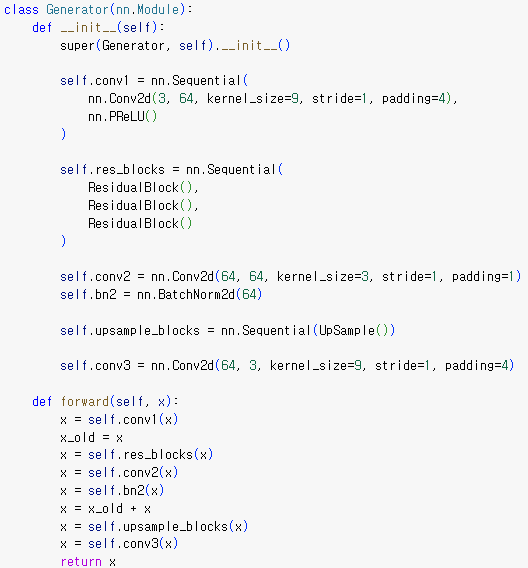 class Generator(nn.Module):
    def __init__(self):
        super(Generator, self).__init__()

        self.conv1 = nn.Sequential(
            nn.Conv2d(3, 64, kernel_size=9, stride=1, padding=4),
            nn.PReLU()
        )

        self.res_blocks = nn.Sequential(
            ResidualBlock(),
            ResidualBlock(),
            ResidualBlock()
        )

        self.conv2 = nn.Conv2d(64, 64, kernel_size=3, stride=1, padding=1)
        self.bn2 = nn.BatchNorm2d(64)

        self.upsample_blocks = nn.Sequential(UpSample())

        self.conv3 = nn.Conv2d(64, 3, kernel_size=9, stride=1, padding=4)

    def forward(self, x):
        x = self.conv1(x)
        x_old = x
        x = self.res_blocks(x)
        x = self.conv2(x)
        x = self.bn2(x)
        x = x_old + x
        x = self.upsample_blocks(x)
        x = self.conv3(x)
        return x